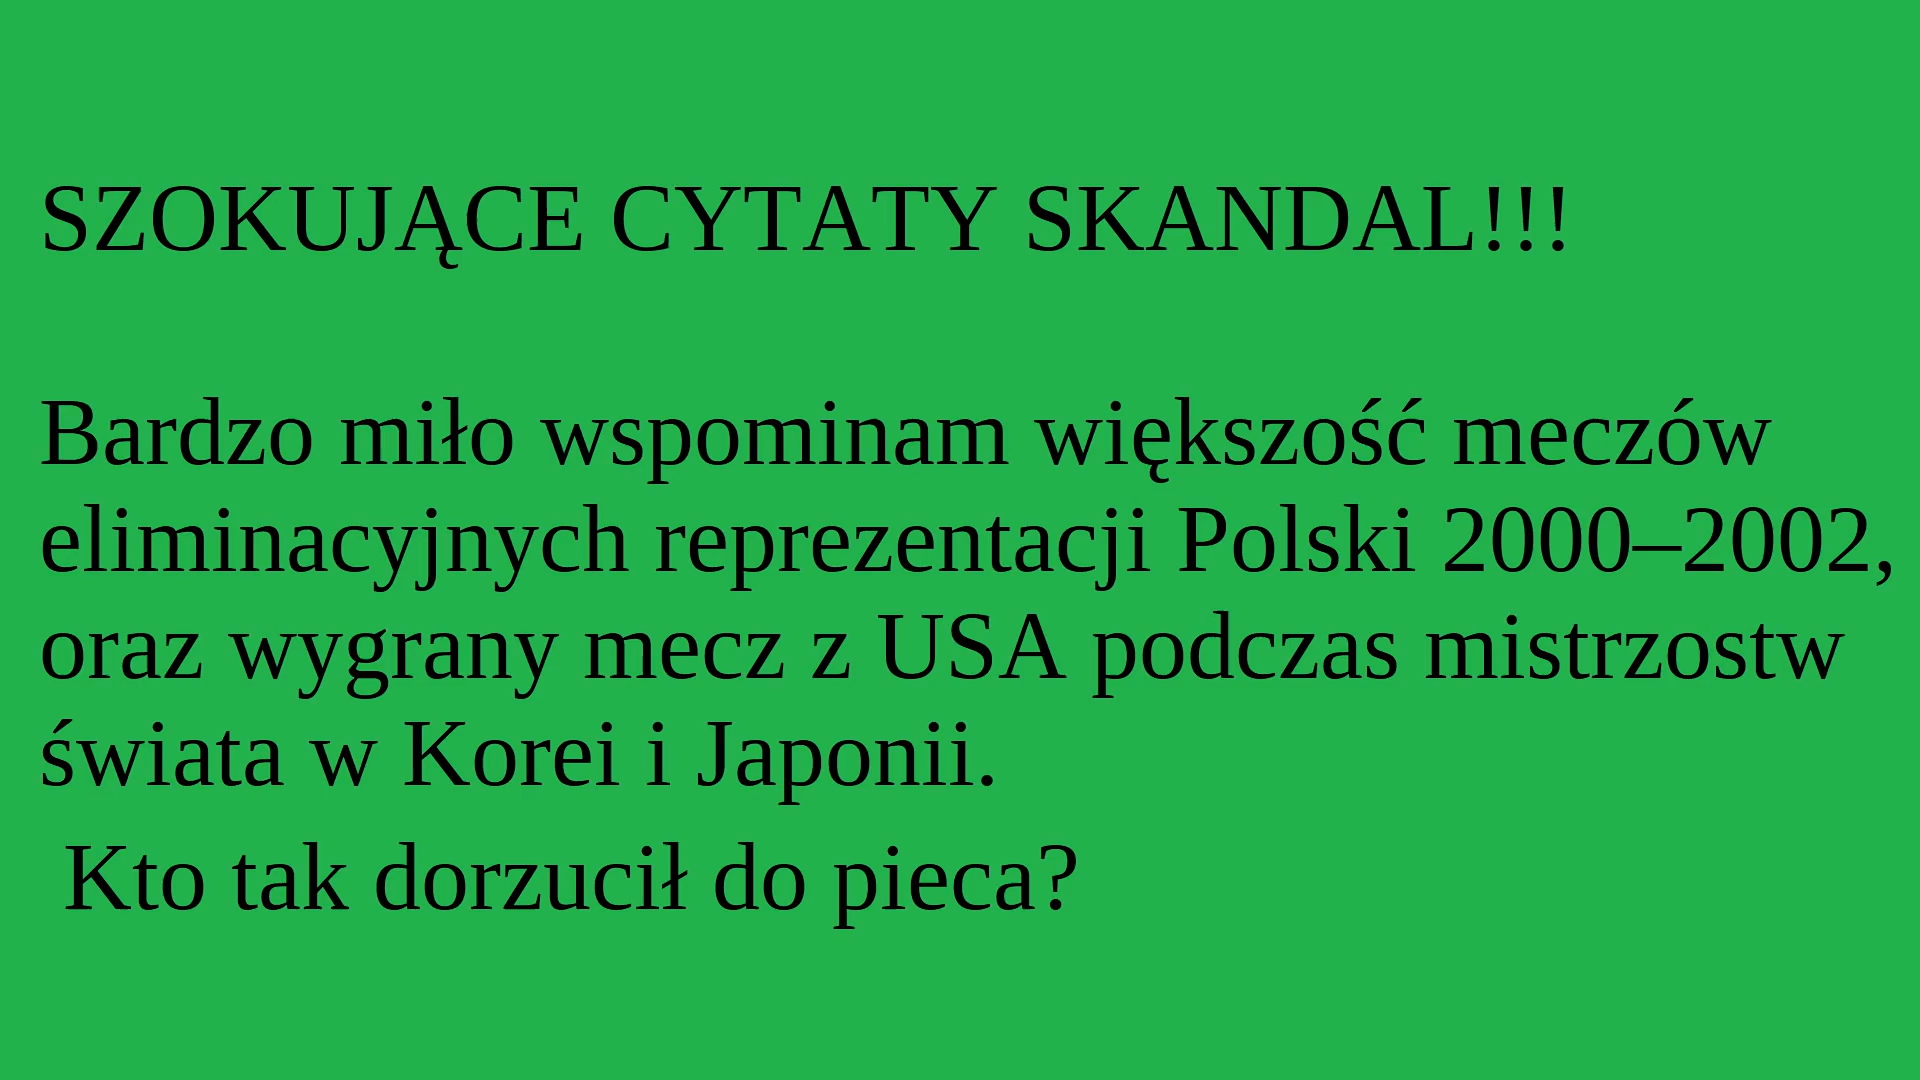 SZOKUJĄCE CYTATY SKANDAL!!!
Bardzo miło wspominam większość meczów
eliminacyjnych reprezentacji Polski 2000–2002,
oraz wygrany mecz z USA podczas mistrzostw
świata w Korei i Japonii.
Kto tak dorzucił do pieca?